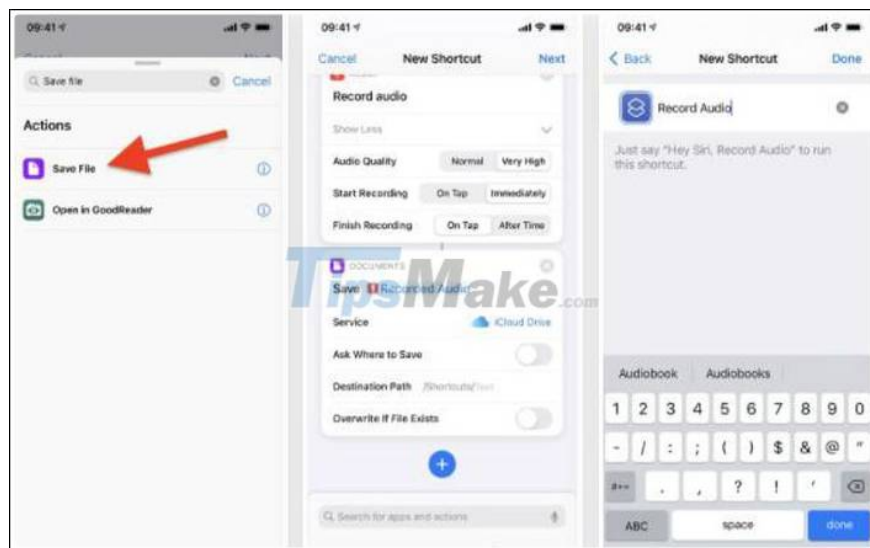 09:41
Save file
Cancel
Actions
Save File
Open in GoodReader
09:41
Cancel New Shortcut Next
Record audio
Show Less
Audio Quality Normal Very High
Start Recording On Tap Immediately
Finish Recording On Tap After Time
DOCUMENTS
Save Recorded Audio
Service iCloud Drive
Ask Where to Save
Destination Path /Shortcuts/
Overwrite If File Exists
Search for apps and actions
09:41
Back New Shortcut Done
Record Audio
Just say "Hey Siri, Record Audio" to run
this shortcut.
Audiobook Audiobooks
1 2 3 4 5 6 7 8 9 0
- / : ; ( ) $ & @ "
#+= . , ? ! '
ABC space done
TipsMake.com